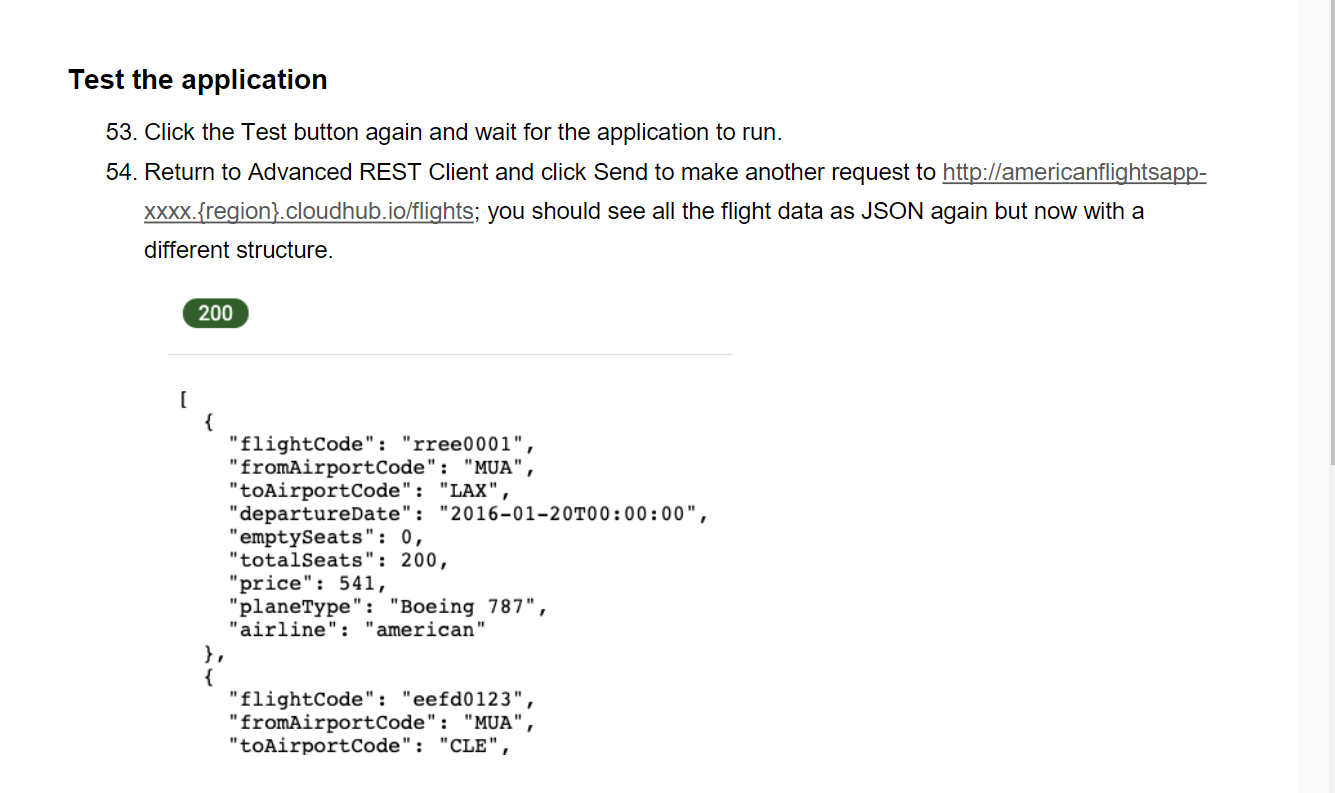 Test the application
53. Click the Test button again and wait for the application to run.
54. Return to Advanced REST Client and click Send to make another request to http://americanflightsapp-
xxxx.{region}.cloudhub.io/flights; you should see all the flight data as JSON again but now with a
different structure.
200
[
{
"flightCode": "rree0001",
"fromAirportCode": "MUA",
"toAirportCode": "LAX",
"departureDate": "2016-01-20T00:00:00",
"emptySeats": 0,
"totalSeats": 200,
"price": 541,
"planeType": "Boeing 787",
"airline": "american"
},
{
"flightCode": "eefd0123",
"fromAirportCode": "MUA",
"toAirportCode": "CLE",